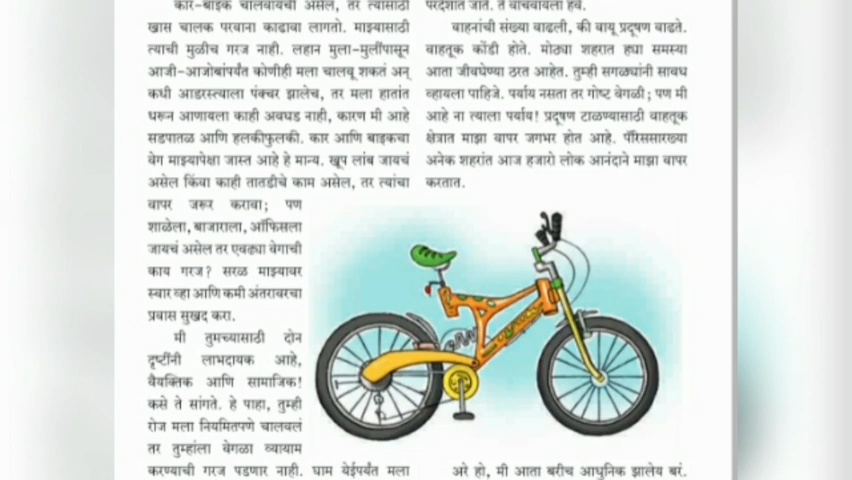 कार-बाइक चालवायची असेल, तर त्यासाठी
खास चालक परवाना काढावा लागतो. माझ्यासाठी
त्याची मुळीच गरज नाही. लहान मुला-मुलींपासून
आजी-आजोबांपर्यंत कोणीही मला चालवू शकतं अन्
कधी आडरस्त्याला पंक्चर झालेच, तर मला हातांत
धरून आणायला काही अवघड नाही, कारण मी आहे
सडपातळ आणि हलकीफुलकी. कार आणि बाइकचा
वेग माझ्यापेक्षा जास्त आहे हे मान्य. खूप लांब जायचं
असेल किंवा काही तातडीचे काम असेल, तर त्यांचा
वापर जरूर करावा; पण
शाळेला, बाजाराला, ऑफिसला
जायचं असेल तर एवढ्या वेगाची
काय गरज? सरळ माझ्यावर
स्वार व्हा आणि कमी अंतरावरचा
प्रवास सुखद करा.
मी तुमच्यासाठी दोन
दृष्टींनी लाभदायक आहे,
वैयक्तिक आणि सामाजिक!
कसे ते सांगते. हे पाहा, तुम्ही
रोज मला नियमितपणे चालवलं
तर तुम्हांला वेगळा व्यायाम
करण्याची गरज पडणार नाही. घाम येईपर्यंत मला
परदेशात जाते. ते वाचवायला हवे.
वाहनांची संख्या वाढली, की वायू प्रदूषण वाढते.
वाहतूक कोंडी होते. मोठ्या शहरात ह्या समस्या
आता जीवघेण्या ठरत आहेत. तुम्ही सगळ्यांनी सावध
व्हायला पाहिजे. पर्याय नसता तर गोष्ट वेगळी; पण मी
आहे ना त्याला पर्याय! प्रदूषण टाळण्यासाठी वाहतूक
क्षेत्रात माझा वापर जगभर होत आहे. पॅरिससारख्या
अनेक शहरांत आज हजारो लोक आनंदाने माझा वापर
करतात.
अरे हो, मी आता बरीच आधुनिक झालेय बरं.